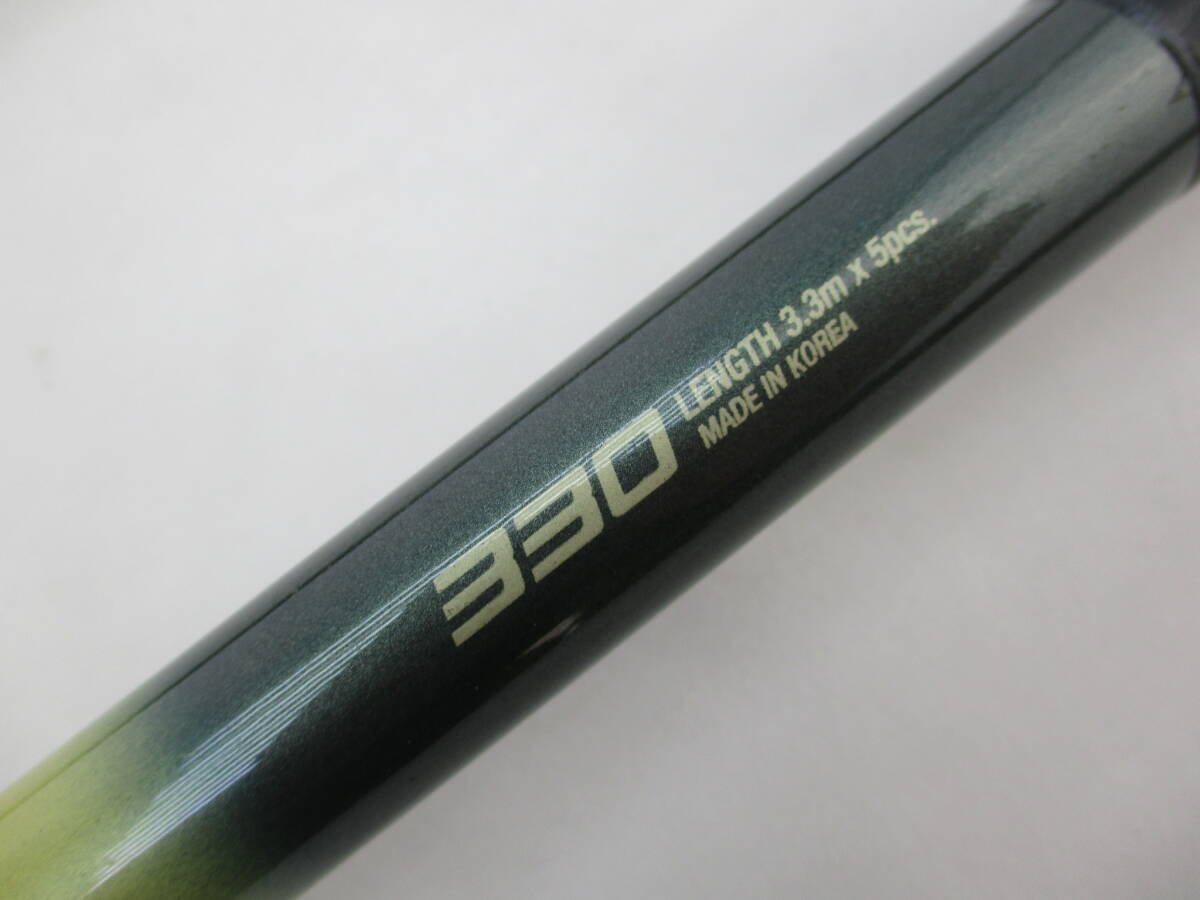 330
LENGTH 3.3m x 5pcs.
MADE IN KOREA